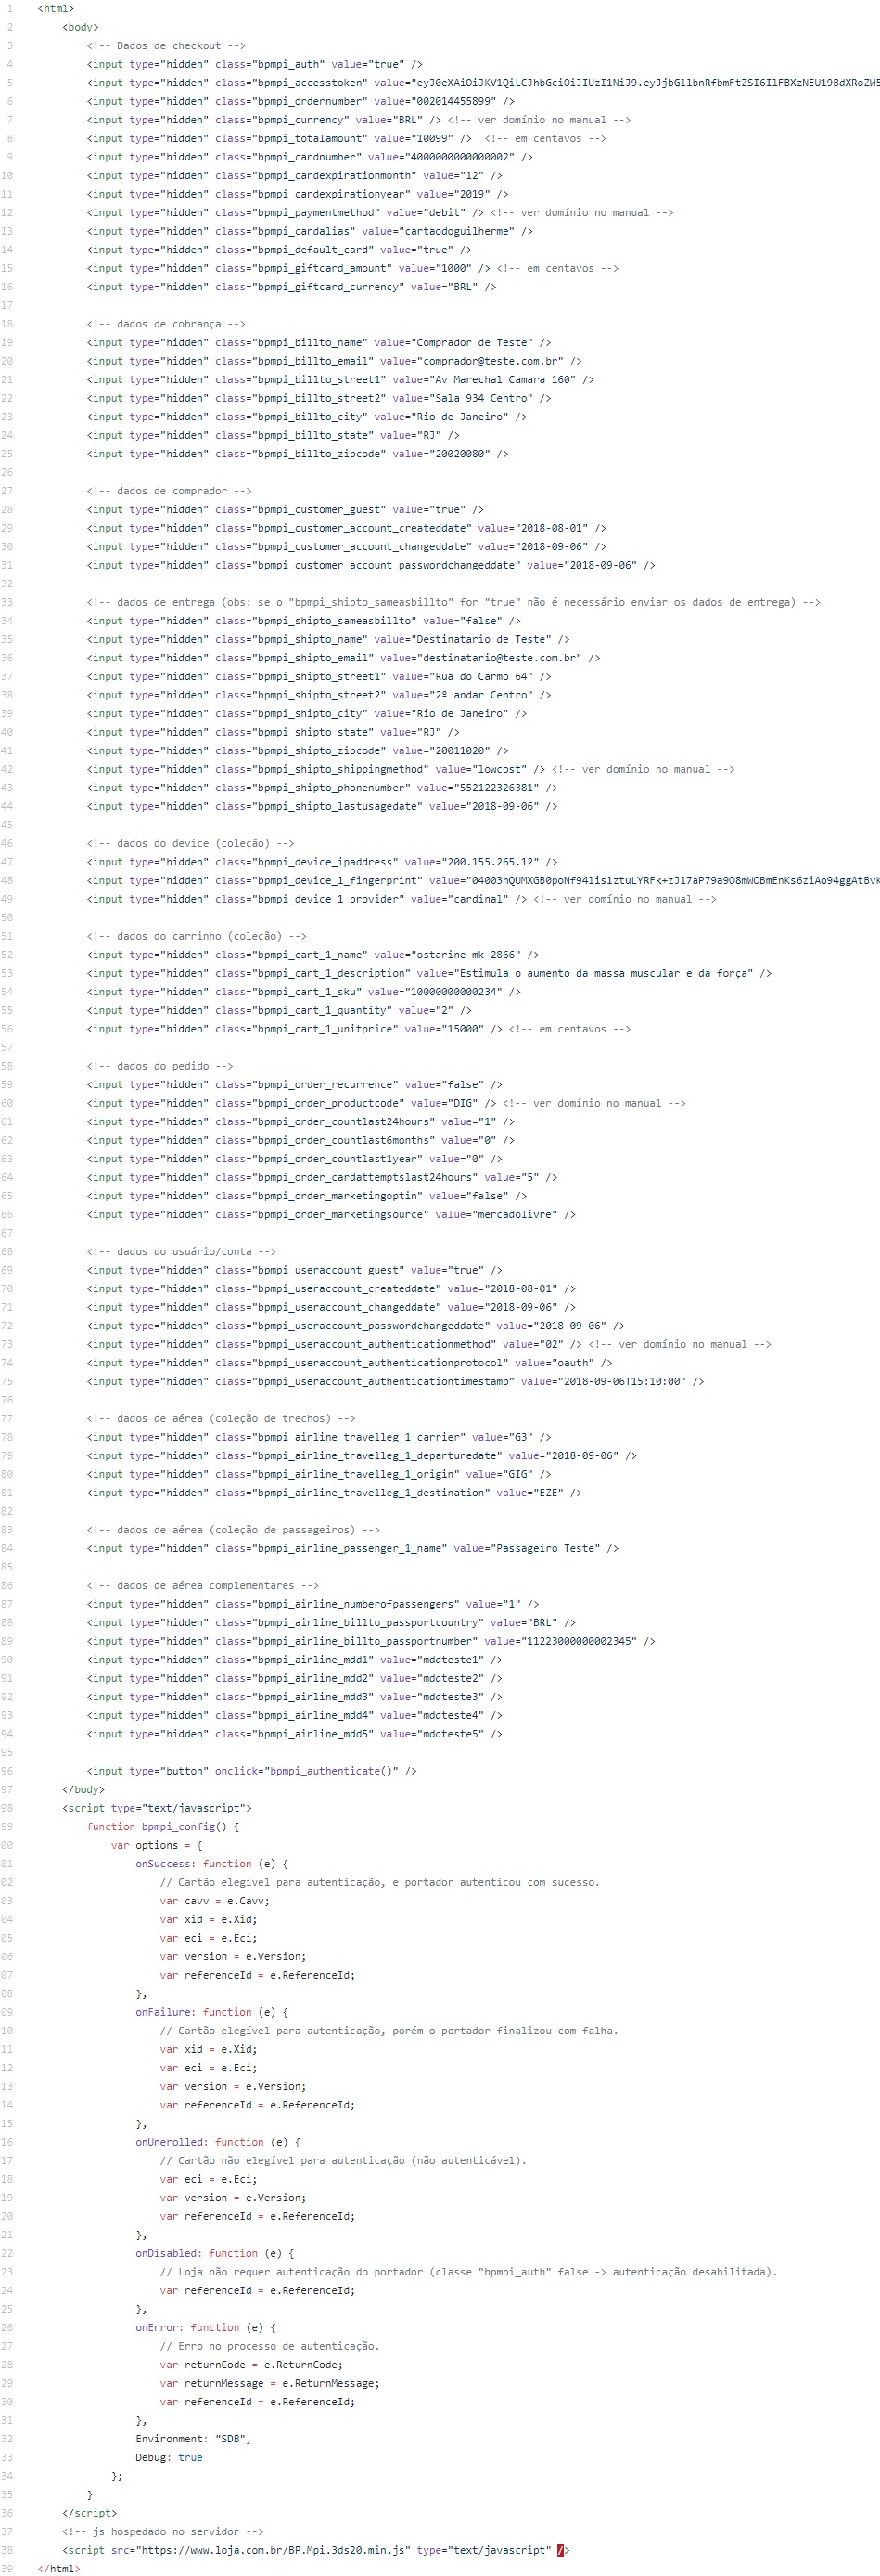 1 <html>
2 <body>
3 <!-- Dados de checkout -->
4 <input type="hidden" class="bpmpi_auth" value="true" />
5 <input type="hidden" class="bpmpi_accesstoken"
6 <input type="hidden" class="bpmpi_ordernumber" value="002014455899" />
7 <input type="hidden" class="bpmpi_currency" value="BRL" /> <!-- ver domínio no manual -->
8 <input type="hidden" class="bpmpi_totalamount" value="10099" />  <!-- em centavos -->
9 <input type="hidden" class="bpmpi_cardnumber" value="4000000000000002" />
10 <input type="hidden" class="bpmpi_cardexpirationmonth" value="12" />
11 <input type="hidden" class="bpmpi_cardexpirationyear" value="2019" />
12 <input type="hidden" class="bpmpi_paymentmethod" value="debit" /> <!-- ver domínio no manual -->
13 <input type="hidden" class="bpmpi_cardalias" value="cartaodoguilherme" />
14 <input type="hidden" class="bpmpi_default_card" value="true" />
15 <input type="hidden" class="bpmpi_giftcard_amount" value="1000" /> <!-- em centavos -->
16 <input type="hidden" class="bpmpi_giftcard_currency" value="BRL" />
17
18 <!-- dados de cobrança -->
19 <input type="hidden" class="bpmpi_billto_name" value="Comprador de Teste" />
20 <input type="hidden" class="bpmpi_billto_email" value="comprador@teste.com.br" />
21 <input type="hidden" class="bpmpi_billto_street1" value="Av Marechal Camara 160" />
22 <input type="hidden" class="bpmpi_billto_street2" value="Sala 934 Centro" />
23 <input type="hidden" class="bpmpi_billto_city" value="Rio de Janeiro" />
24 <input type="hidden" class="bpmpi_billto_state" value="RJ" />
25 <input type="hidden" class="bpmpi_billto_zipcode" value="20020080" />
26
27 <!-- dados de comprador -->
28 <input type="hidden" class="bpmpi_customer_guest" value="true" />
29 <input type="hidden" class="bpmpi_customer_account_createddate" value="2018-08-01" />
30 <input type="hidden" class="bpmpi_customer_account_changeddate" value="2018-09-06" />
31 <input type="hidden" class="bpmpi_customer_account_passwordchangeddate" value="2018-09-06" />
32
33 <!-- dados de entrega (obs: se o "bpmpi_shipto_sameasbillto" for "true" não é necessário enviar os dados de entrega) -->
34 <input type="hidden" class="bpmpi_shipto_sameasbillto" value="false" />
35 <input type="hidden" class="bpmpi_shipto_name" value="Destinatario de Teste" />
36 <input type="hidden" class="bpmpi_shipto_email" value="destinatario@teste.com.br" />
37 <input type="hidden" class="bpmpi_shipto_street1" value="Rua do Carmo 64" />
38 <input type="hidden" class="bpmpi_shipto_street2" value="2º andar Centro" />
39 <input type="hidden" class="bpmpi_shipto_city" value="Rio de Janeiro" />
40 <input type="hidden" class="bpmpi_shipto_state" value="RJ" />
41 <input type="hidden" class="bpmpi_shipto_zipcode" value="20011020" />
42 <input type="hidden" class="bpmpi_shipto_shippingmethod" value="lowcost" /> <!-- ver domínio no manual -->
43 <input type="hidden" class="bpmpi_shipto_phonenumber" value="552122326381" />
44 <input type="hidden" class="bpmpi_shipto_lastusagedate" value="2018-09-06" />
45
46 <!-- dados do device (coleção) -->
47 <input type="hidden" class="bpmpi_device_ipaddress" value="200.155.265.12" />
48 <input type="hidden" class="bpmpi_device_1_fingerprint"
49 <input type="hidden" class="bpmpi_device_1_provider" value="cardinal" /> <!-- ver domínio no manual -->
50
51 <!-- dados do carrinho (coleção) -->
52 <input type="hidden" class="bpmpi_cart_1_name" value="ostarine mk-2866" />
53 <input type="hidden" class="bpmpi_cart_1_description" value="Estimula o aumento da massa muscular e da força" />
54 <input type="hidden" class="bpmpi_cart_1_sku" value="10000000000234" />
55 <input type="hidden" class="bpmpi_cart_1_quantity" value="2" />
56 <input type="hidden" class="bpmpi_cart_1_unitprice" value="15000" /> <!-- em centavos -->
57
58 <!-- dados do pedido -->
59 <input type="hidden" class="bpmpi_order_recurrence" value="false" />
60 <input type="hidden" class="bpmpi_order_productcode" value="DIG" /> <!-- ver domínio no manual -->
61 <input type="hidden" class="bpmpi_order_countlast24hours" value="1" />
62 <input type="hidden" class="bpmpi_order_countlast6months" value="0" />
63 <input type="hidden" class="bpmpi_order_countlast1year" value="0" />
64 <input type="hidden" class="bpmpi_order_cardattemptslast24hours" value="5" />
65 <input type="hidden" class="bpmpi_order_marketingoptin" value="false" />
66 <input type="hidden" class="bpmpi_order_marketingsource" value="mercadolivre" />
67
68 <!-- dados do usuário/conta -->
69 <input type="hidden" class="bpmpi_useraccount_guest" value="true" />
70 <input type="hidden" class="bpmpi_useraccount_createddate" value="2018-08-01" />
71 <input type="hidden" class="bpmpi_useraccount_changeddate" value="2018-09-06" />
72 <input type="hidden" class="bpmpi_useraccount_passwordchangeddate" value="2018-09-06" />
73 <input type="hidden" class="bpmpi_useraccount_authenticationmethod" value="02" /> <!-- ver domínio no manual -->
74 <input type="hidden" class="bpmpi_useraccount_authenticationprotocol" value="oauth" />
75 <input type="hidden" class="bpmpi_useraccount_authenticationtimestamp" value="2018-09-06T15:10:00" />
76
77 <!-- dados de aérea (coleção de trechos) -->
78 <input type="hidden" class="bpmpi_airline_travelleg_1_carrier" value="G3" />
79 <input type="hidden" class="bpmpi_airline_travelleg_1_departuredate" value="2018-09-06" />
80 <input type="hidden" class="bpmpi_airline_travelleg_1_origin" value="GIG" />
81 <input type="hidden" class="bpmpi_airline_travelleg_1_destination" value="EZE" />
82
83 <!-- dados de aérea (coleção de passageiros) -->
84 <input type="hidden" class="bpmpi_airline_passenger_1_name" value="Passageiro Teste" />
85
86 <!-- dados de aérea complementares -->
87 <input type="hidden" class="bpmpi_airline_numberofpassengers" value="1" />
88 <input type="hidden" class="bpmpi_airline_billto_passportcountry" value="BRL" />
89 <input type="hidden" class="bpmpi_airline_billto_passportnumber" value="11223000000002345" />
90 <input type="hidden" class="bpmpi_airline_mdd1" value="mddteste1" />
91 <input type="hidden" class="bpmpi_airline_mdd2" value="mddteste2" />
92 <input type="hidden" class="bpmpi_airline_mdd3" value="mddteste3" />
93 <input type="hidden" class="bpmpi_airline_mdd4" value="mddteste4" />
94 <input type="hidden" class="bpmpi_airline_mdd5" value="mddteste5" />
95
96 <input type="button" onclick="bpmpi_authenticate()" />
97 </body>
98 <script type="text/javascript">
99 function bpmpi_config() {
00 var options = {
01 onSuccess: function (e) {
02 // Cartão elegível para autenticação, e portador autenticou com sucesso.
03 var cavv = e.Cavv;
04 var xid = e.Xid;
05 var eci = e.Eci;
06 var version = e.Version;
07 var referenceId = e.ReferenceId;
08 },
09 onFailure: function (e) {
10 // Cartão elegível para autenticação, porém o portador finalizou com falha.
11 var xid = e.Xid;
12 var eci = e.Eci;
13 var version = e.Version;
14 var referenceId = e.ReferenceId;
15 },
16 onUnerolled: function (e) {
17 // Cartão não elegível para autenticação (não autenticável).
18 var eci = e.Eci;
19 var version = e.Version;
20 var referenceId = e.ReferenceId;
21 },
22 onDisabled: function (e) {
23 // Loja não requer autenticação do portador (classe "bpmpi_auth" false -> autenticação desabilitada).
24 var referenceId = e.ReferenceId;
25 },
26 onError: function (e) {
27 // Erro no processo de autenticação.
28 var returnCode = e.ReturnCode;
29 var returnMessage = e.ReturnMessage;
30 var referenceId = e.ReferenceId;
31 },
32 Environment: "SDB",
33 Debug: true
34 };
35 }
36 </script>
37 <!-- js hospedado no servidor -->
38 <script src="https://www.loja.com.br/BP.Mpi.3ds20.min.js" type="text/javascript" />
39 </html>